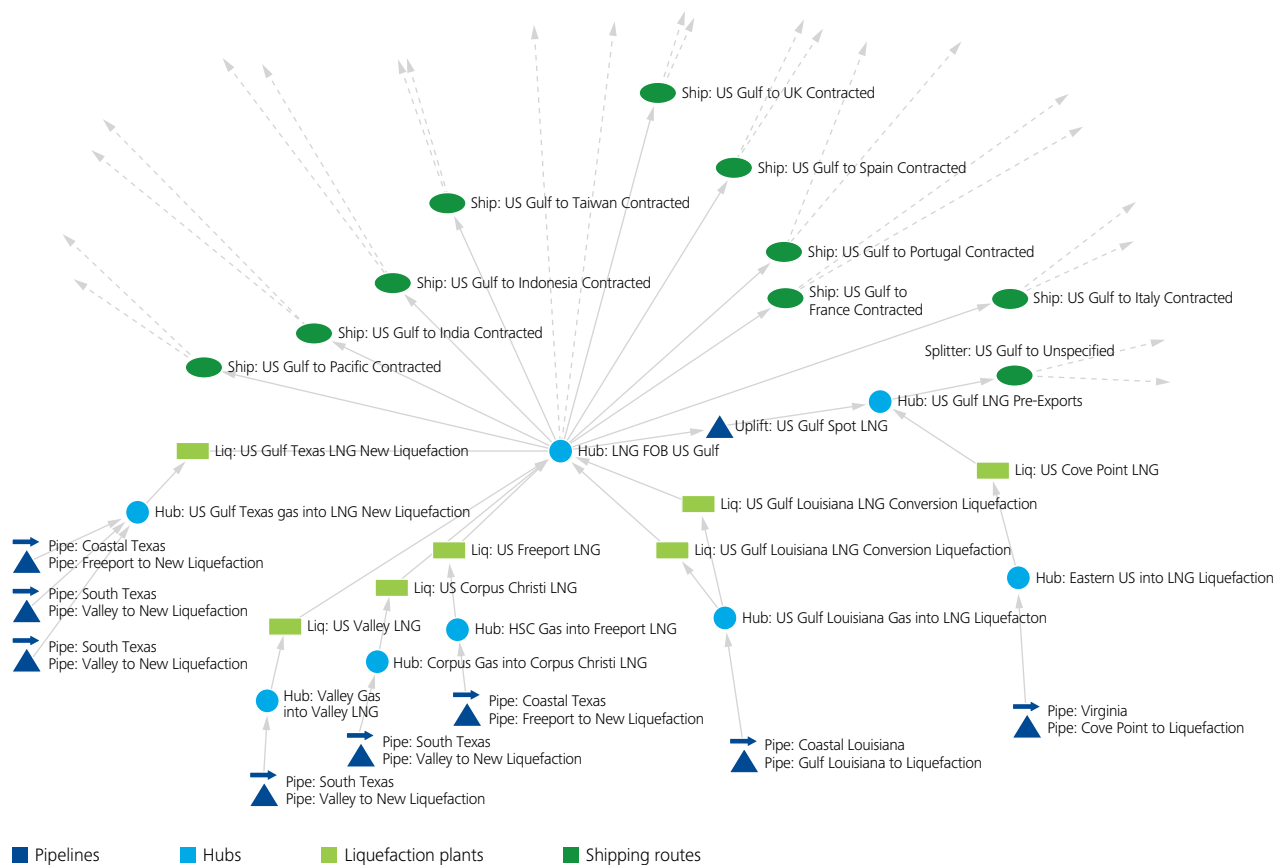 Ship: US Gulf to UK Contracted
Ship: US Gulf to Spain Contracted
Ship: US Gulf to Taiwan Contracted
Ship: US Gulf to Portugal Contracted
Ship: US Gulf to Indonesia Contracted
Ship: US Gulf to
France Contracted
Ship: US Gulf to Italy Contracted
Ship: US Gulf to India Contracted
Splitter: US Gulf to Unspecified
Ship: US Gulf to Pacific Contracted
Hub: US Gulf LNG Pre-Exports
Uplift: US Gulf Spot LNG
Liq: US Gulf Texas LNG New Liquefaction
Hub: LNG FOB US Gulf
Liq: US Cove Point LNG
Liq: US Gulf Louisiana LNG Conversion Liquefaction
Hub: US Gulf Texas gas into LNG New Liquefaction
Pipe: Coastal Texas
Pipe: Freeport to New Liquefaction
Liq: US Freeport LNG
Liq: US Gulf Louisiana LNG Conversion Liquefaction
Hub: Eastern US into LNG Liquefaction
Pipe: South Texas
Pipe: Valley to New Liquefaction
Liq: US Corpus Christi LNG
Hub: US Gulf Louisiana Gas into LNG Liquefacton
Liq: US Valley LNG
Hub: HSC Gas into Freeport LNG
Pipe: South Texas
Pipe: Valley to New Liquefaction
Hub: Corpus Gas into Corpus Christi LNG
Hub: Valley Gas
into Valley LNG
Pipe: Coastal Texas
Pipe: Freeport to New Liquefaction
Pipe: Virginia
Pipe: Cove Point to Liquefaction
Pipe: South Texas
Pipe: Valley to New Liquefaction
Pipe: Coastal Louisiana
Pipe: Gulf Louisiana to Liquefaction
Pipe: South Texas
Pipe: Valley to New Liquefaction
Pipelines
Hubs
Liquefaction plants
Shipping routes